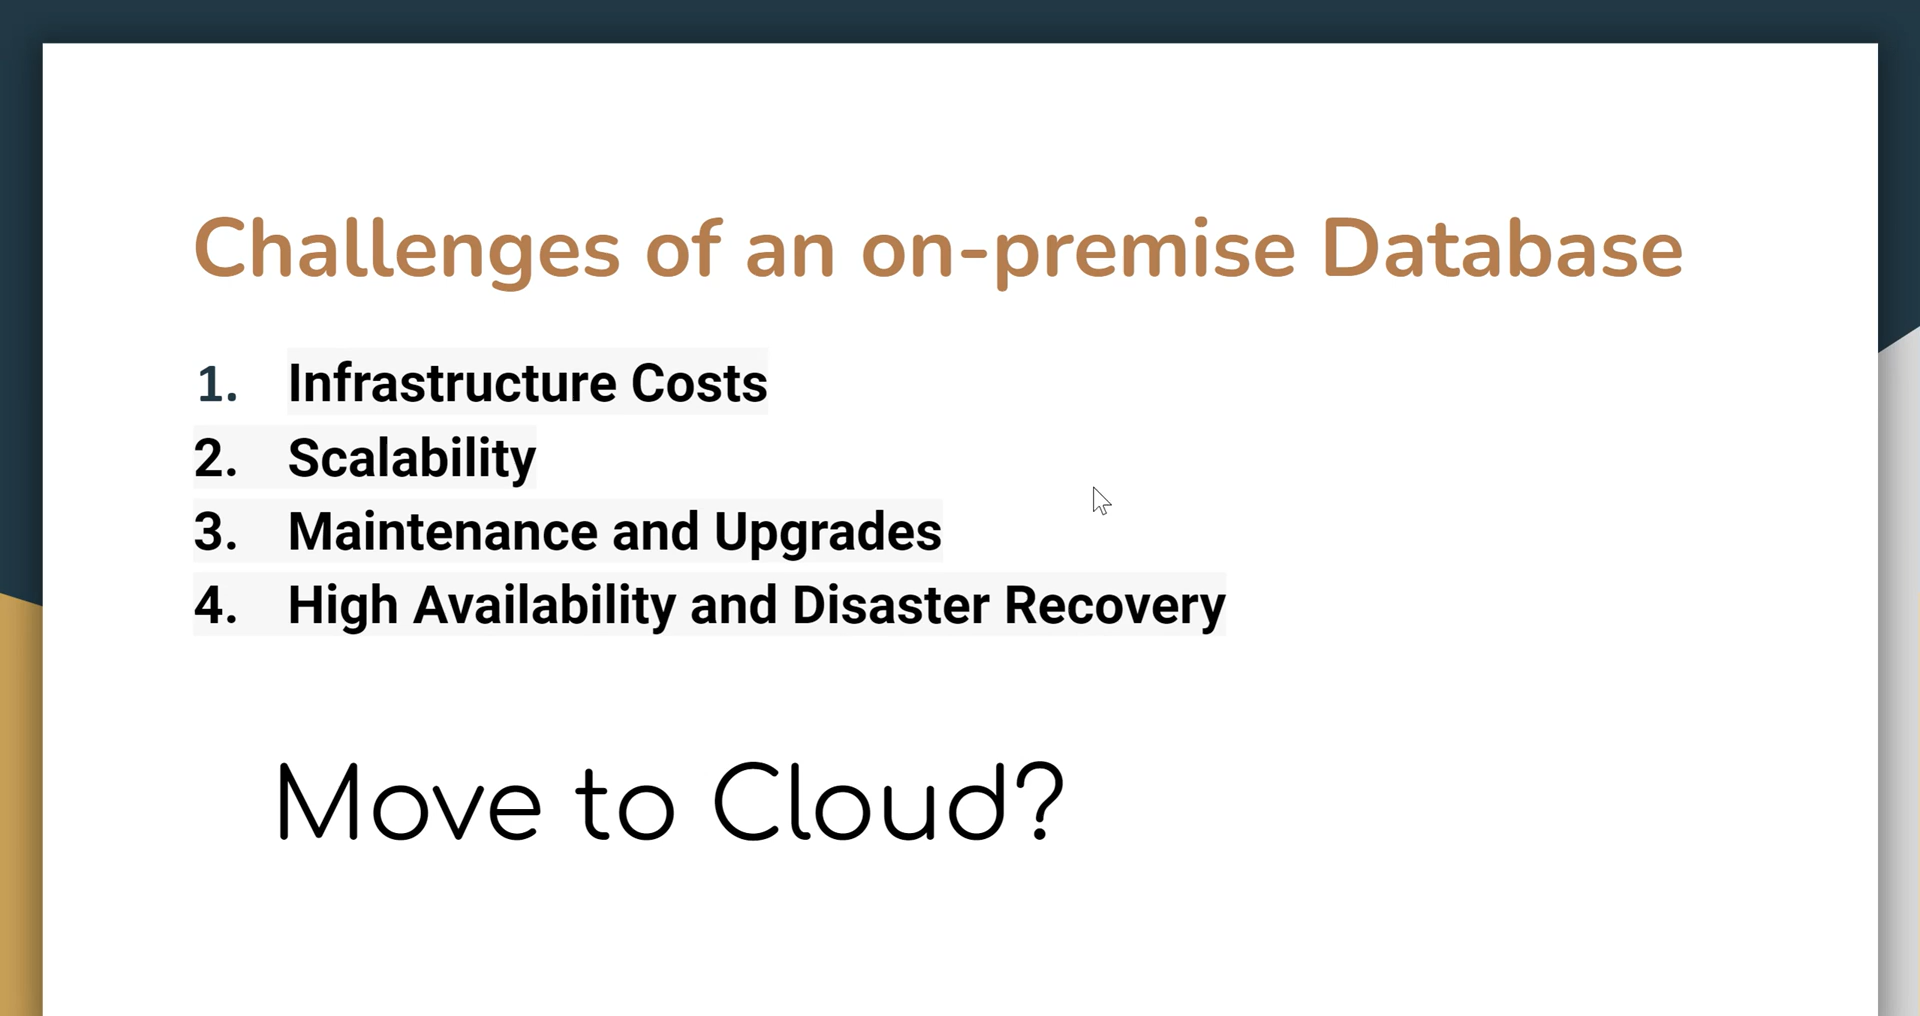 Challenges of an on-premise Database
1. Infrastructure Costs
2. Scalability
3. Maintenance and Upgrades
4. High Availability and Disaster Recovery
Move to Cloud?